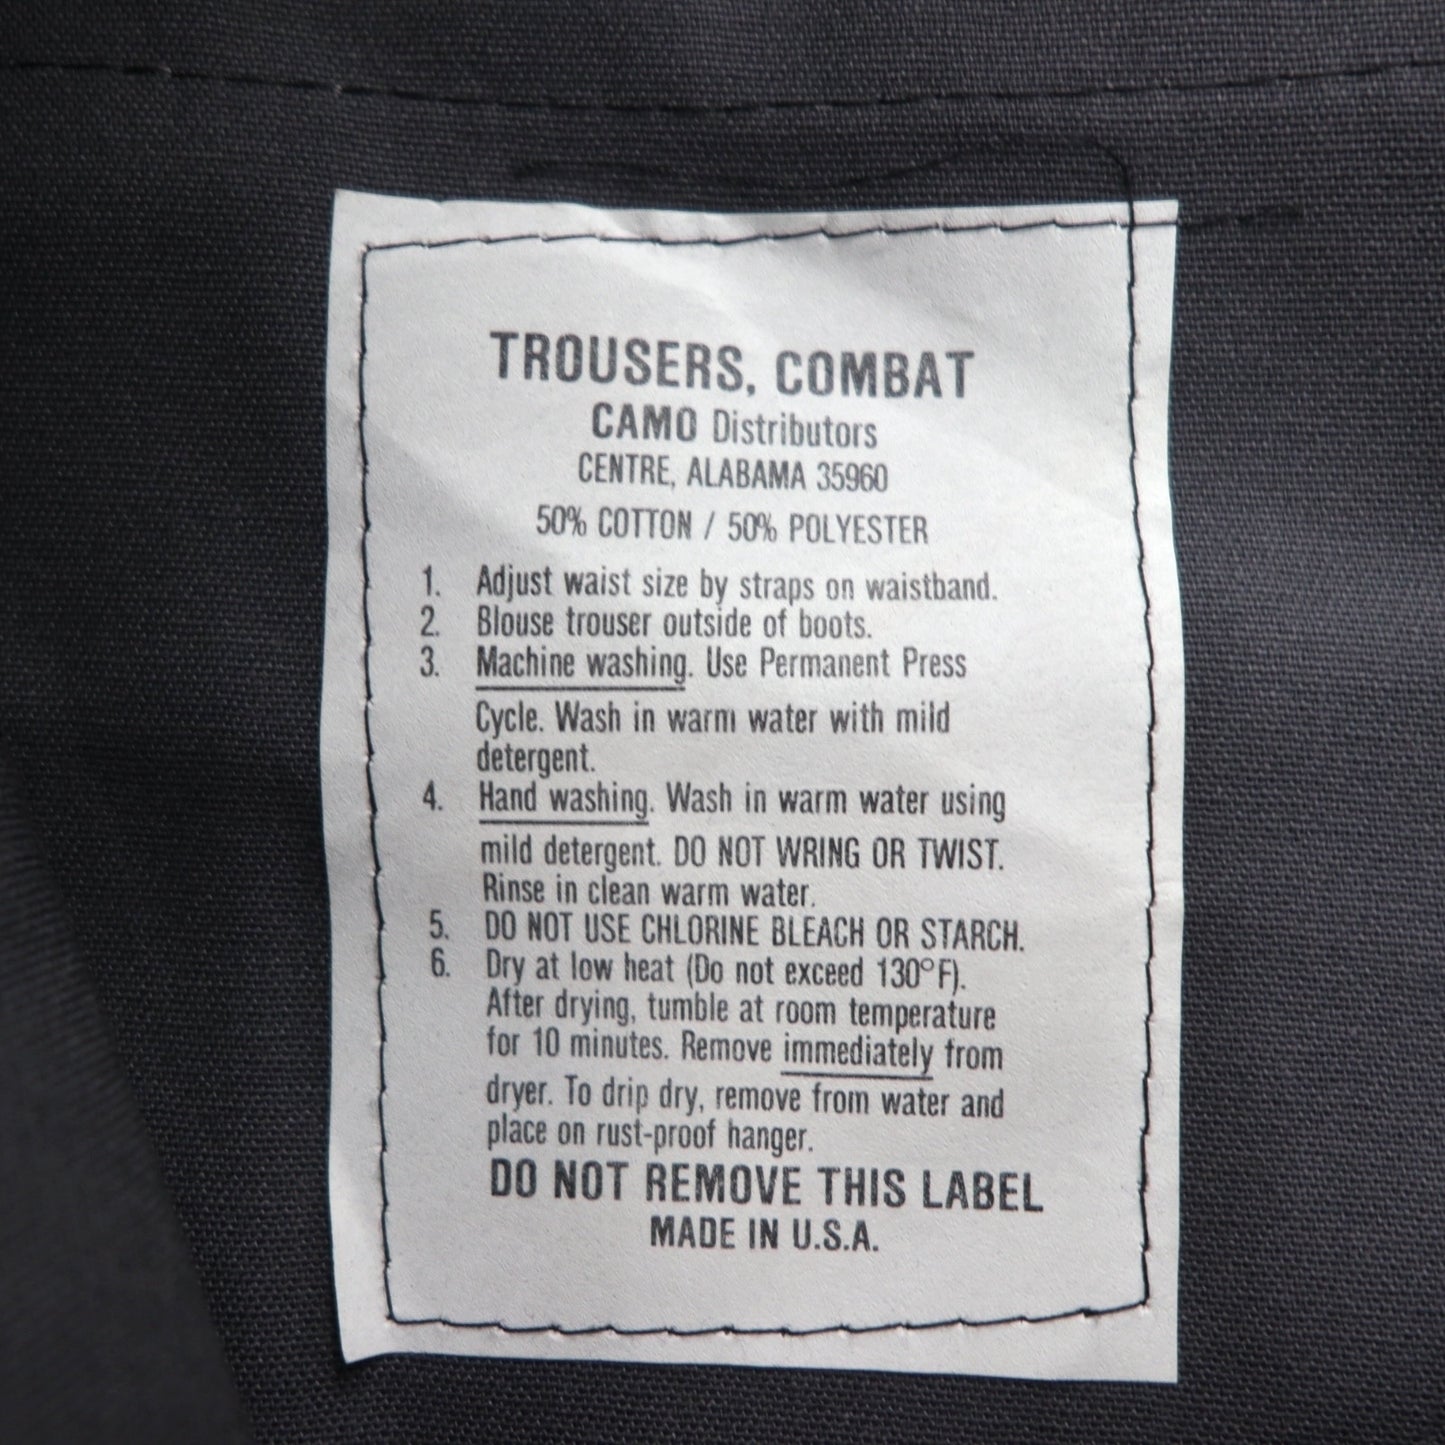 TROUSERS, COMBAT
CAMO Distributors
CENTRE, ALABAMA 35960
50% COTTON / 50% POLYESTER
1. Adjust waist size by straps on waistband.
2. Blouse trouser outside of boots.
3. Machine washing. Use Permanent Press
Cycle. Wash in warm water with mild
detergent.
4. Hand washing. Wash in warm water using
mild detergent. DO NOT WRING OR TWIST.
Rinse in clean warm water.
5. DO NOT USE CHLORINE BLEACH OR STARCH.
6. Dry at low heat (Do not exceed 130°F).
After drying, tumble at room temperature
for 10 minutes. Remove immediately from
dryer. To drip dry, remove from water and
place on rust-proof hanger.
DO NOT REMOVE THIS LABEL
MADE IN U.S.A.